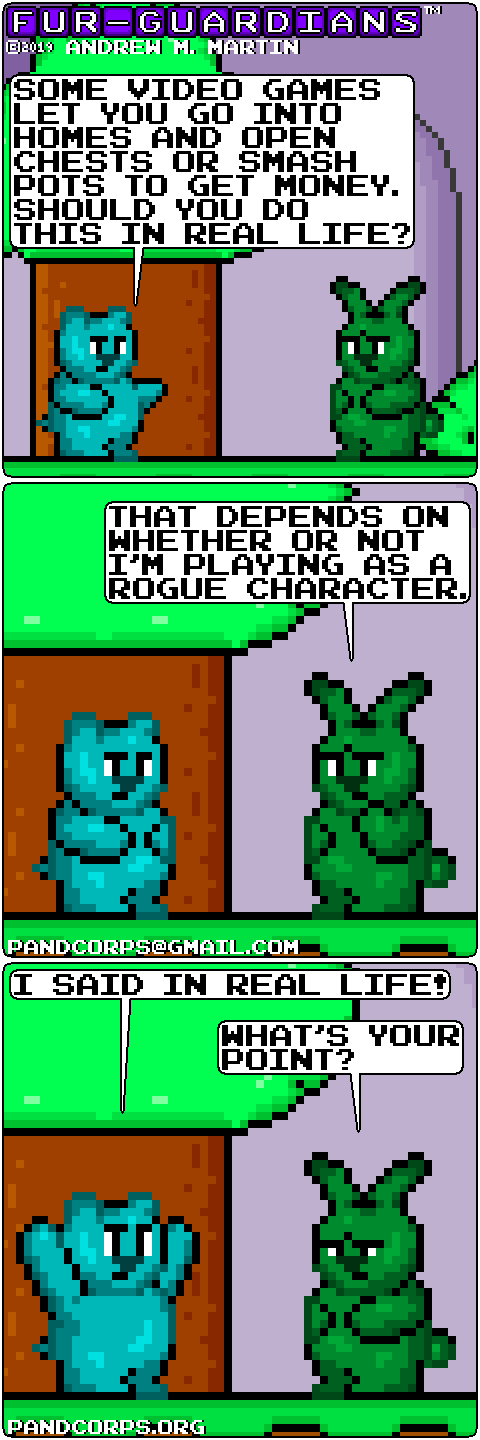 FUR-GUARDIANS™
©2019 ANDREW M. MARTIN
SOME VIDEO GAMES
LET YOU GO INTO
HOMES AND OPEN
CHESTS OR SMASH
POTS TO GET MONEY.
SHOULD YOU DO
THIS IN REAL LIFE?
THAT DEPENDS ON
WHETHER OR NOT
I'M PLAYING AS A
ROGUE CHARACTER.
PANDCORPS@GMAIL.COM
I SAID IN REAL LIFE!
WHAT'S YOUR
POINT?
PANDCORPS.ORG